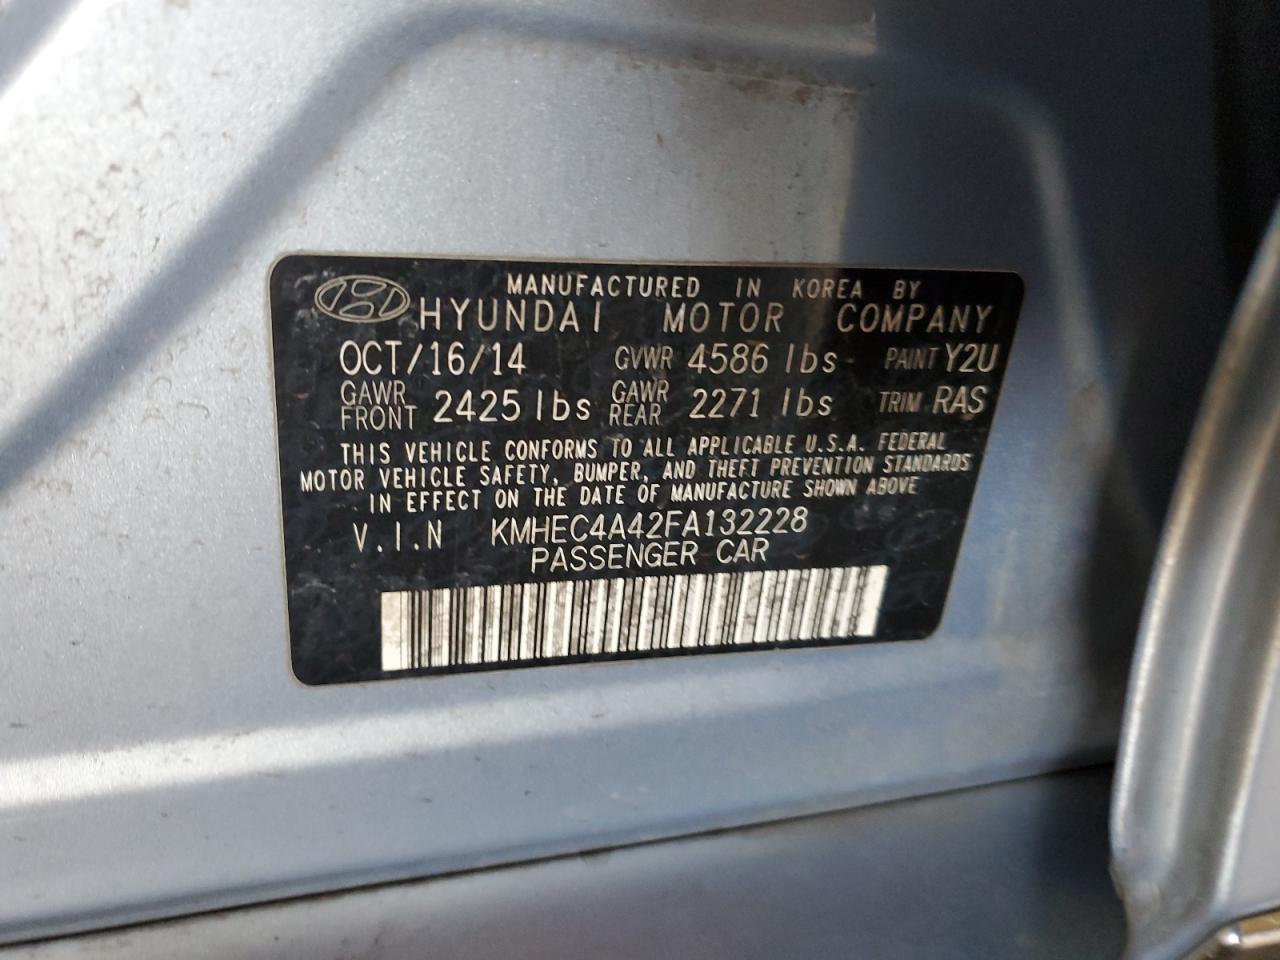 MANUFACTURED IN KOREA BY
HYUNDAI MOTOR COMPANY
OCT/16/14 GVWR 4586 lbs PAINT Y2U
GAWR FRONT 2425 lbs GAWR REAR 2271 lbs TRIM RAS
THIS VEHICLE CONFORMS TO ALL APPLICABLE U.S.A. FEDERAL
MOTOR VEHICLE SAFETY, BUMPER, AND THEFT PREVENTION STANDARDS
IN EFFECT ON THE DATE OF MANUFACTURE SHOWN ABOVE
V.I.N KMHEC4A42FA132228
PASSENGER CAR